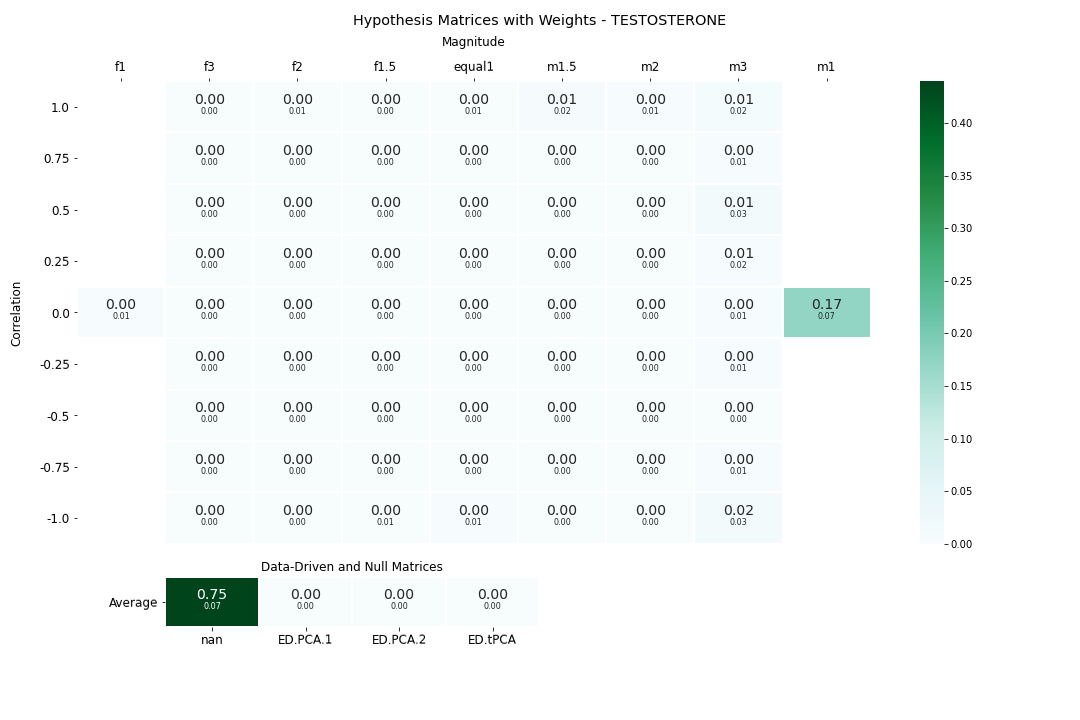 Hypothesis Matrices with Weights - TESTOSTERONE
Magnitude
f1 f3 f2 f1.5 equal1 m1.5 m2 m3 m1
1.0 0.00 0.00 0.00 0.00 0.01 0.00 0.01
0.00 0.01 0.00 0.01 0.02 0.01 0.02
0.40
0.75 0.00 0.00 0.00 0.00 0.00 0.00 0.00
0.00 0.00 0.00 0.00 0.00 0.00 0.01
0.35
0.5 0.00 0.00 0.00 0.00 0.00 0.00 0.01
0.00 0.00 0.00 0.00 0.00 0.00 0.03
0.30
0.25 0.00 0.00 0.00 0.00 0.00 0.00 0.01
0.00 0.00 0.00 0.00 0.00 0.00 0.02
0.25
Correlation
0.0 0.00 0.00 0.00 0.00 0.00 0.00 0.00 0.00 0.17
0.01 0.00 0.00 0.00 0.00 0.00 0.00 0.01 0.07
0.20
-0.25 0.00 0.00 0.00 0.00 0.00 0.00 0.00
0.00 0.00 0.00 0.00 0.00 0.00 0.01
0.15
-0.5 0.00 0.00 0.00 0.00 0.00 0.00 0.00
0.00 0.00 0.00 0.00 0.00 0.00 0.00
0.10
-0.75 0.00 0.00 0.00 0.00 0.00 0.00 0.00
0.00 0.00 0.00 0.00 0.00 0.00 0.01
0.05
-1.0 0.00 0.00 0.00 0.00 0.00 0.00 0.02
0.00 0.00 0.01 0.01 0.00 0.00 0.03
0.00
Data-Driven and Null Matrices
Average 0.75 0.00 0.00 0.00
0.07 0.00 0.00 0.00
nan ED.PCA.1 ED.PCA.2 ED.tPCA